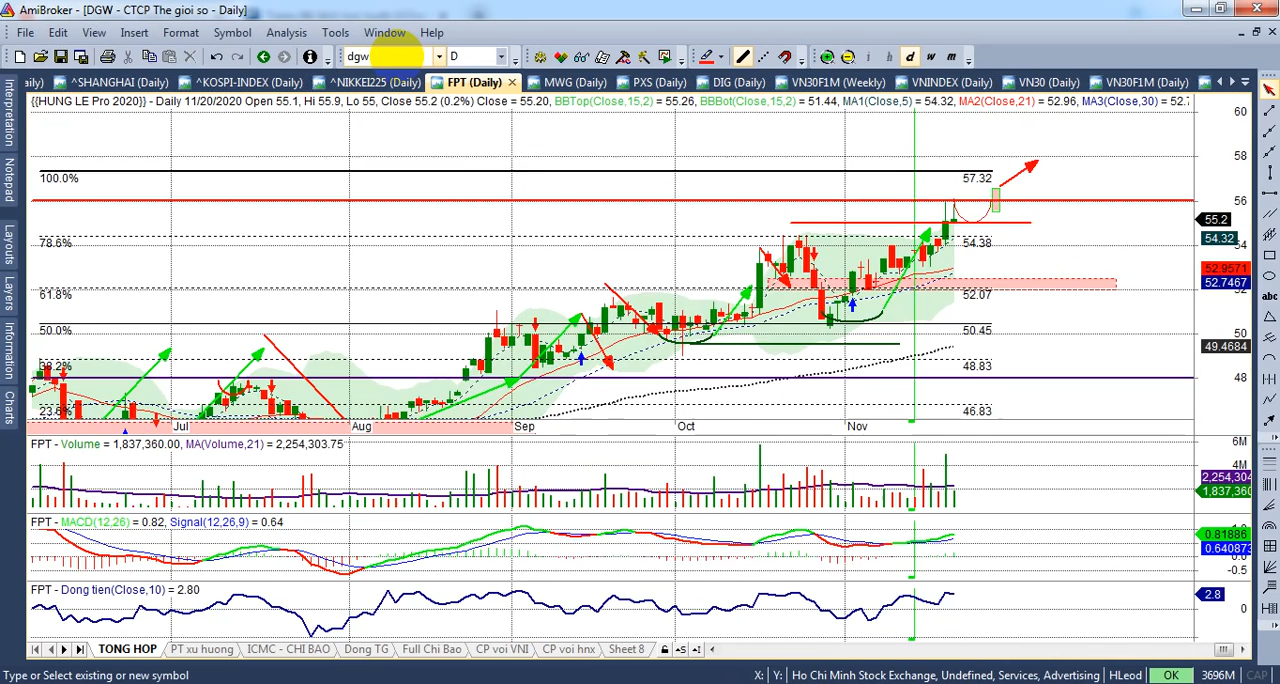 AmiBroker - [DGW - CTCP The gioi so - Daily]
File Edit View Insert Format Symbol Analysis Tools Window Help
dgw D d w m
ily) ^SHANGHAI (Daily) ^KOSPI-INDEX (Daily) ^NIKKEI225 (Daily) FPT (Daily) MWG (Daily) PXS (Daily) DIG (Daily) VN30F1M (Weekly) VNINDEX (Daily) VN30 (Daily) VN30F1M (Daily)
{{HUNG LE Pro 2020}} - Daily 11/20/2020 Open 55.1, Hi 55.9, Lo 55, Close 55.2 (0.2%) Close = 55.20, BBTop(Close,15,2) = 55.26, BBBot(Close,15,2) = 51.44, MA1(Close,5) = 54.32, MA2(Close,21) = 52.96, MA3(Close,30) = 52.7
60
58
100.0% 57.32
56
55.2
78.6% 54.38 54.32
54
52.9571
52.7467
61.8% 52.07 52
50.0% 50.45
50
49.4684
38.2% 48.83
48
23.6% 46.83
Jul Aug Sep Oct Nov
FPT - Volume = 1,837,360.00, MA(Volume,21) = 2,254,303.75
6M
4M
2,254,304
1,837,360
FPT - MACD(12,26) = 0.82, Signal(12,26,9) = 0.64
1.0
0.81886
0.640873
-0.5
FPT - Dong tien(Close,10) = 2.80
2.8
0
TONG HOP PT xu huong ICMC - CHI BAO Dong TG Full Chi Bao CP voi VNI CP voi hnx Sheet 8
Type or Select existing or new symbol X: Y: Ho Chi Minh Stock Exchange, Undefined, Services, Advertising HLeod OK 3696M CAP
Interpretation
Notepad
Layouts
Layers
Information
Charts
abc